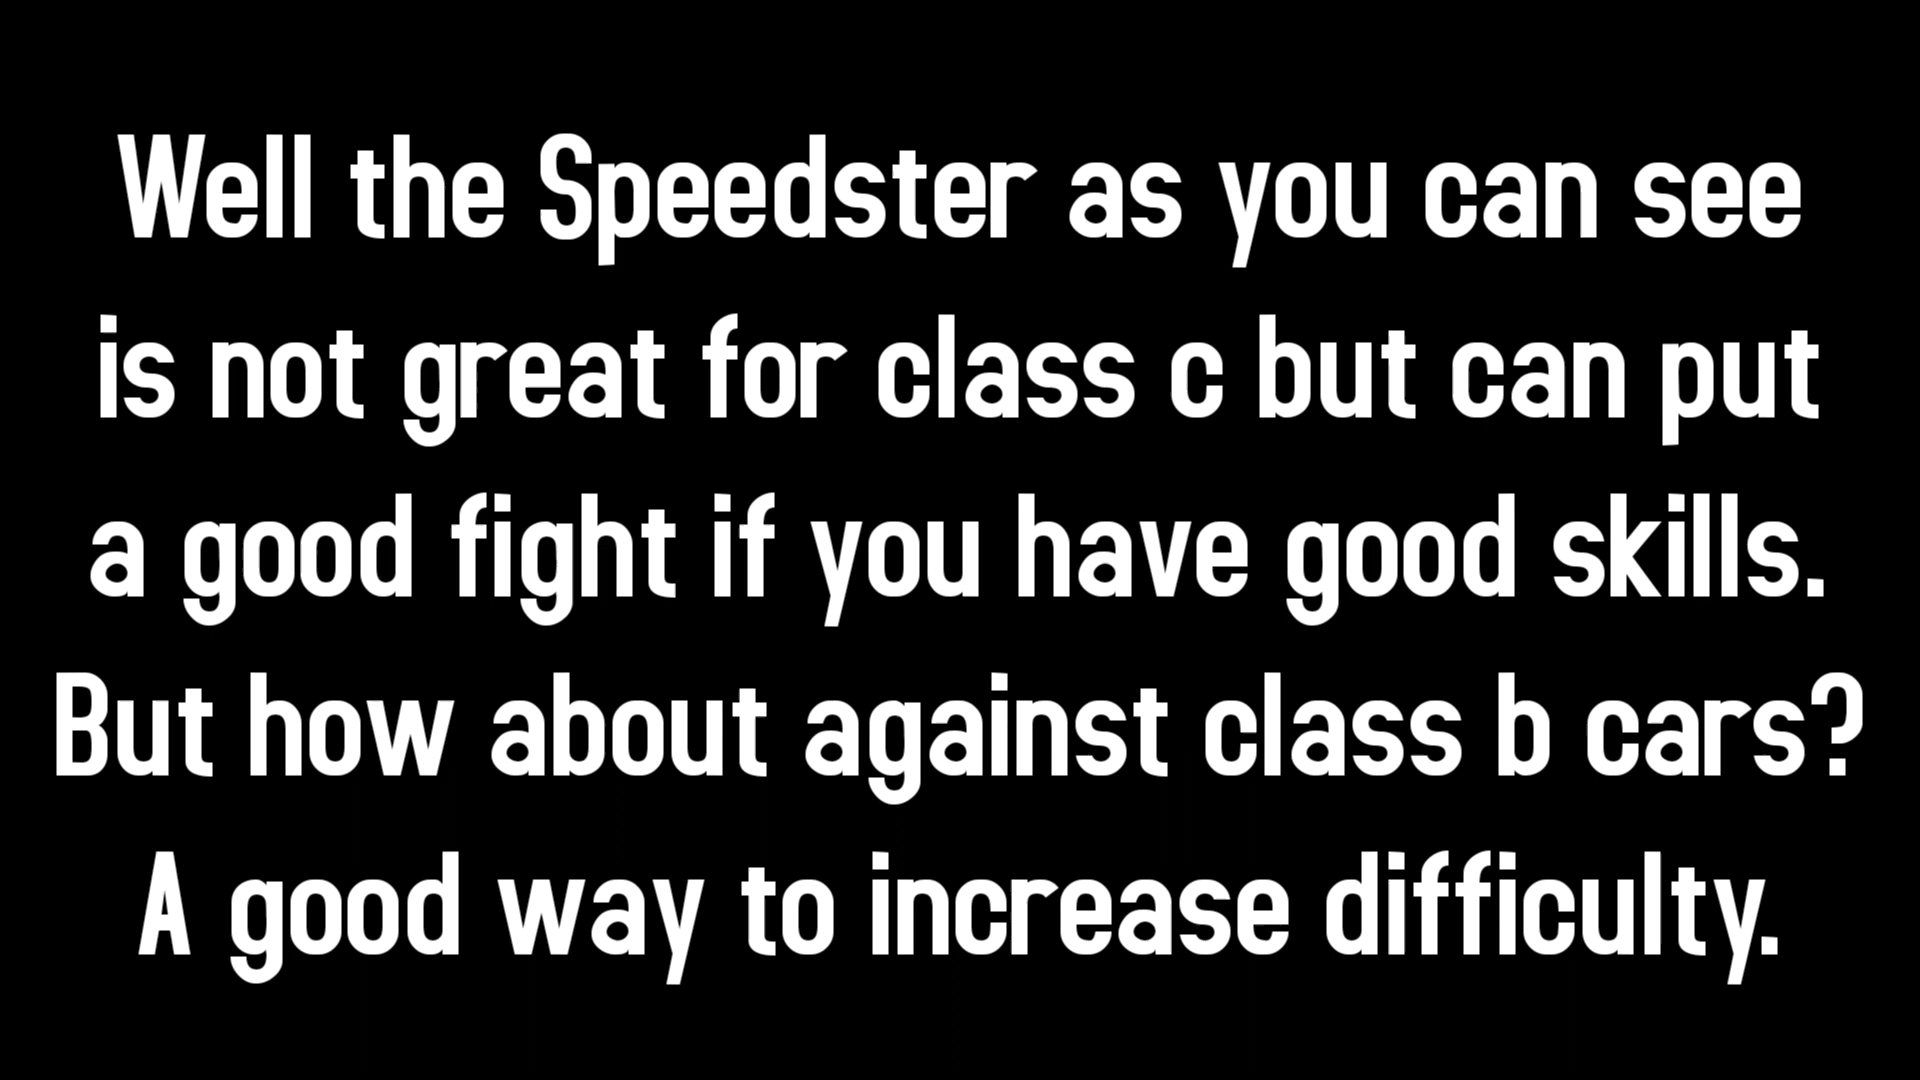 Well the Speedster as you can see
is not great for class c but can put
a good fight if you have good skills.
But how about against class b cars?
A good way to increase difficulty.